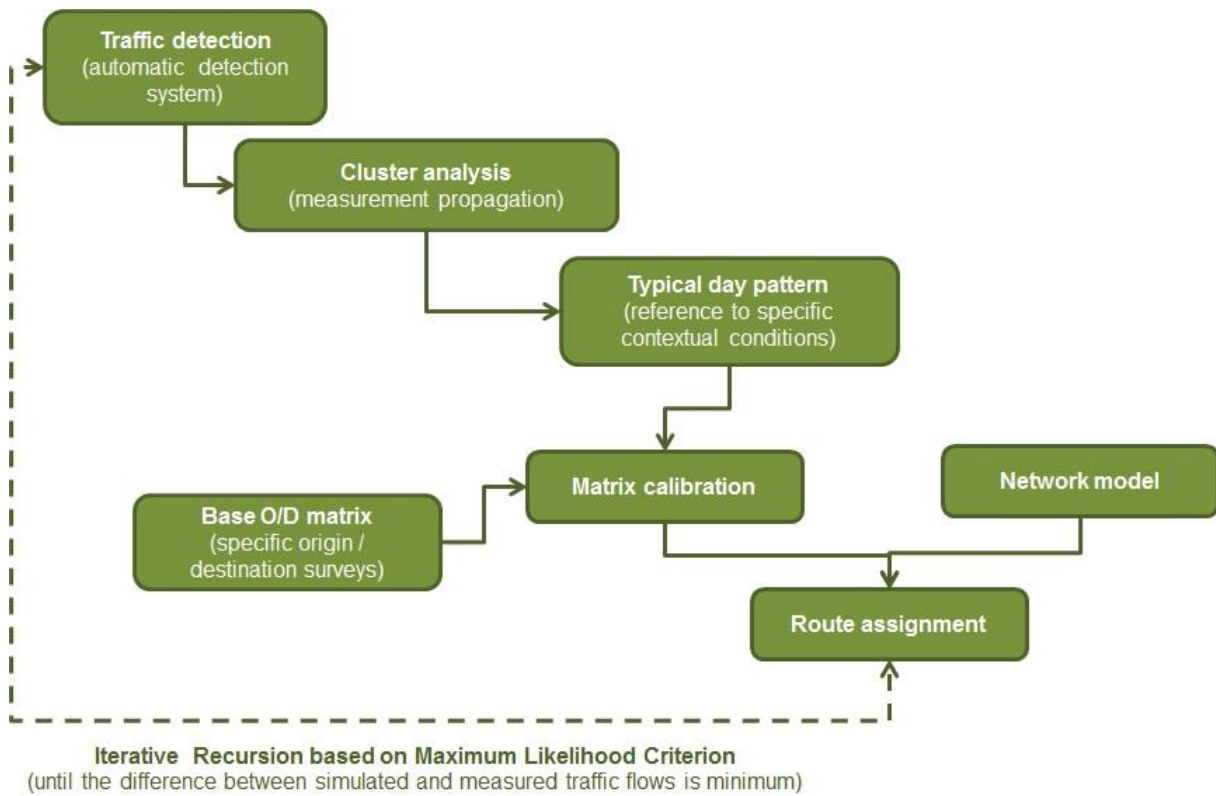 Traffic detection
(automatic detection
system)
Cluster analysis
(measurement propagation)
Typical day pattern
(reference to specific
contextual conditions)
Matrix calibration
Network model
Base O/D matrix
(specific origin /
destination surveys)
Route assignment
Iterative Recursion based on Maximum Likelihood Criterion
(until the difference between simulated and measured traffic flows is minimum)